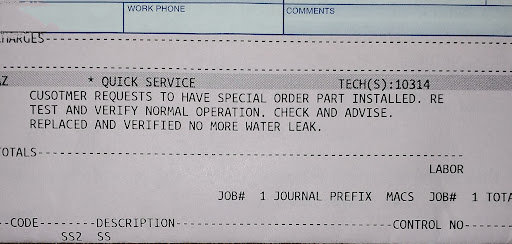 WORK PHONE
COMMENTS
CHARGES
AZ * QUICK SERVICE TECH(S):10314
CUSOTMER REQUESTS TO HAVE SPECIAL ORDER PART INSTALLED. RE
TEST AND VERIFY NORMAL OPERATION. CHECK AND ADVISE.
REPLACED AND VERIFIED NO MORE WATER LEAK.
TOTALS
LABOR
JOB# 1 JOURNAL PREFIX MACS JOB# 1 TOTA
--CODE--------DESCRIPTION------------------------------CONTROL NO------
SS2 SS